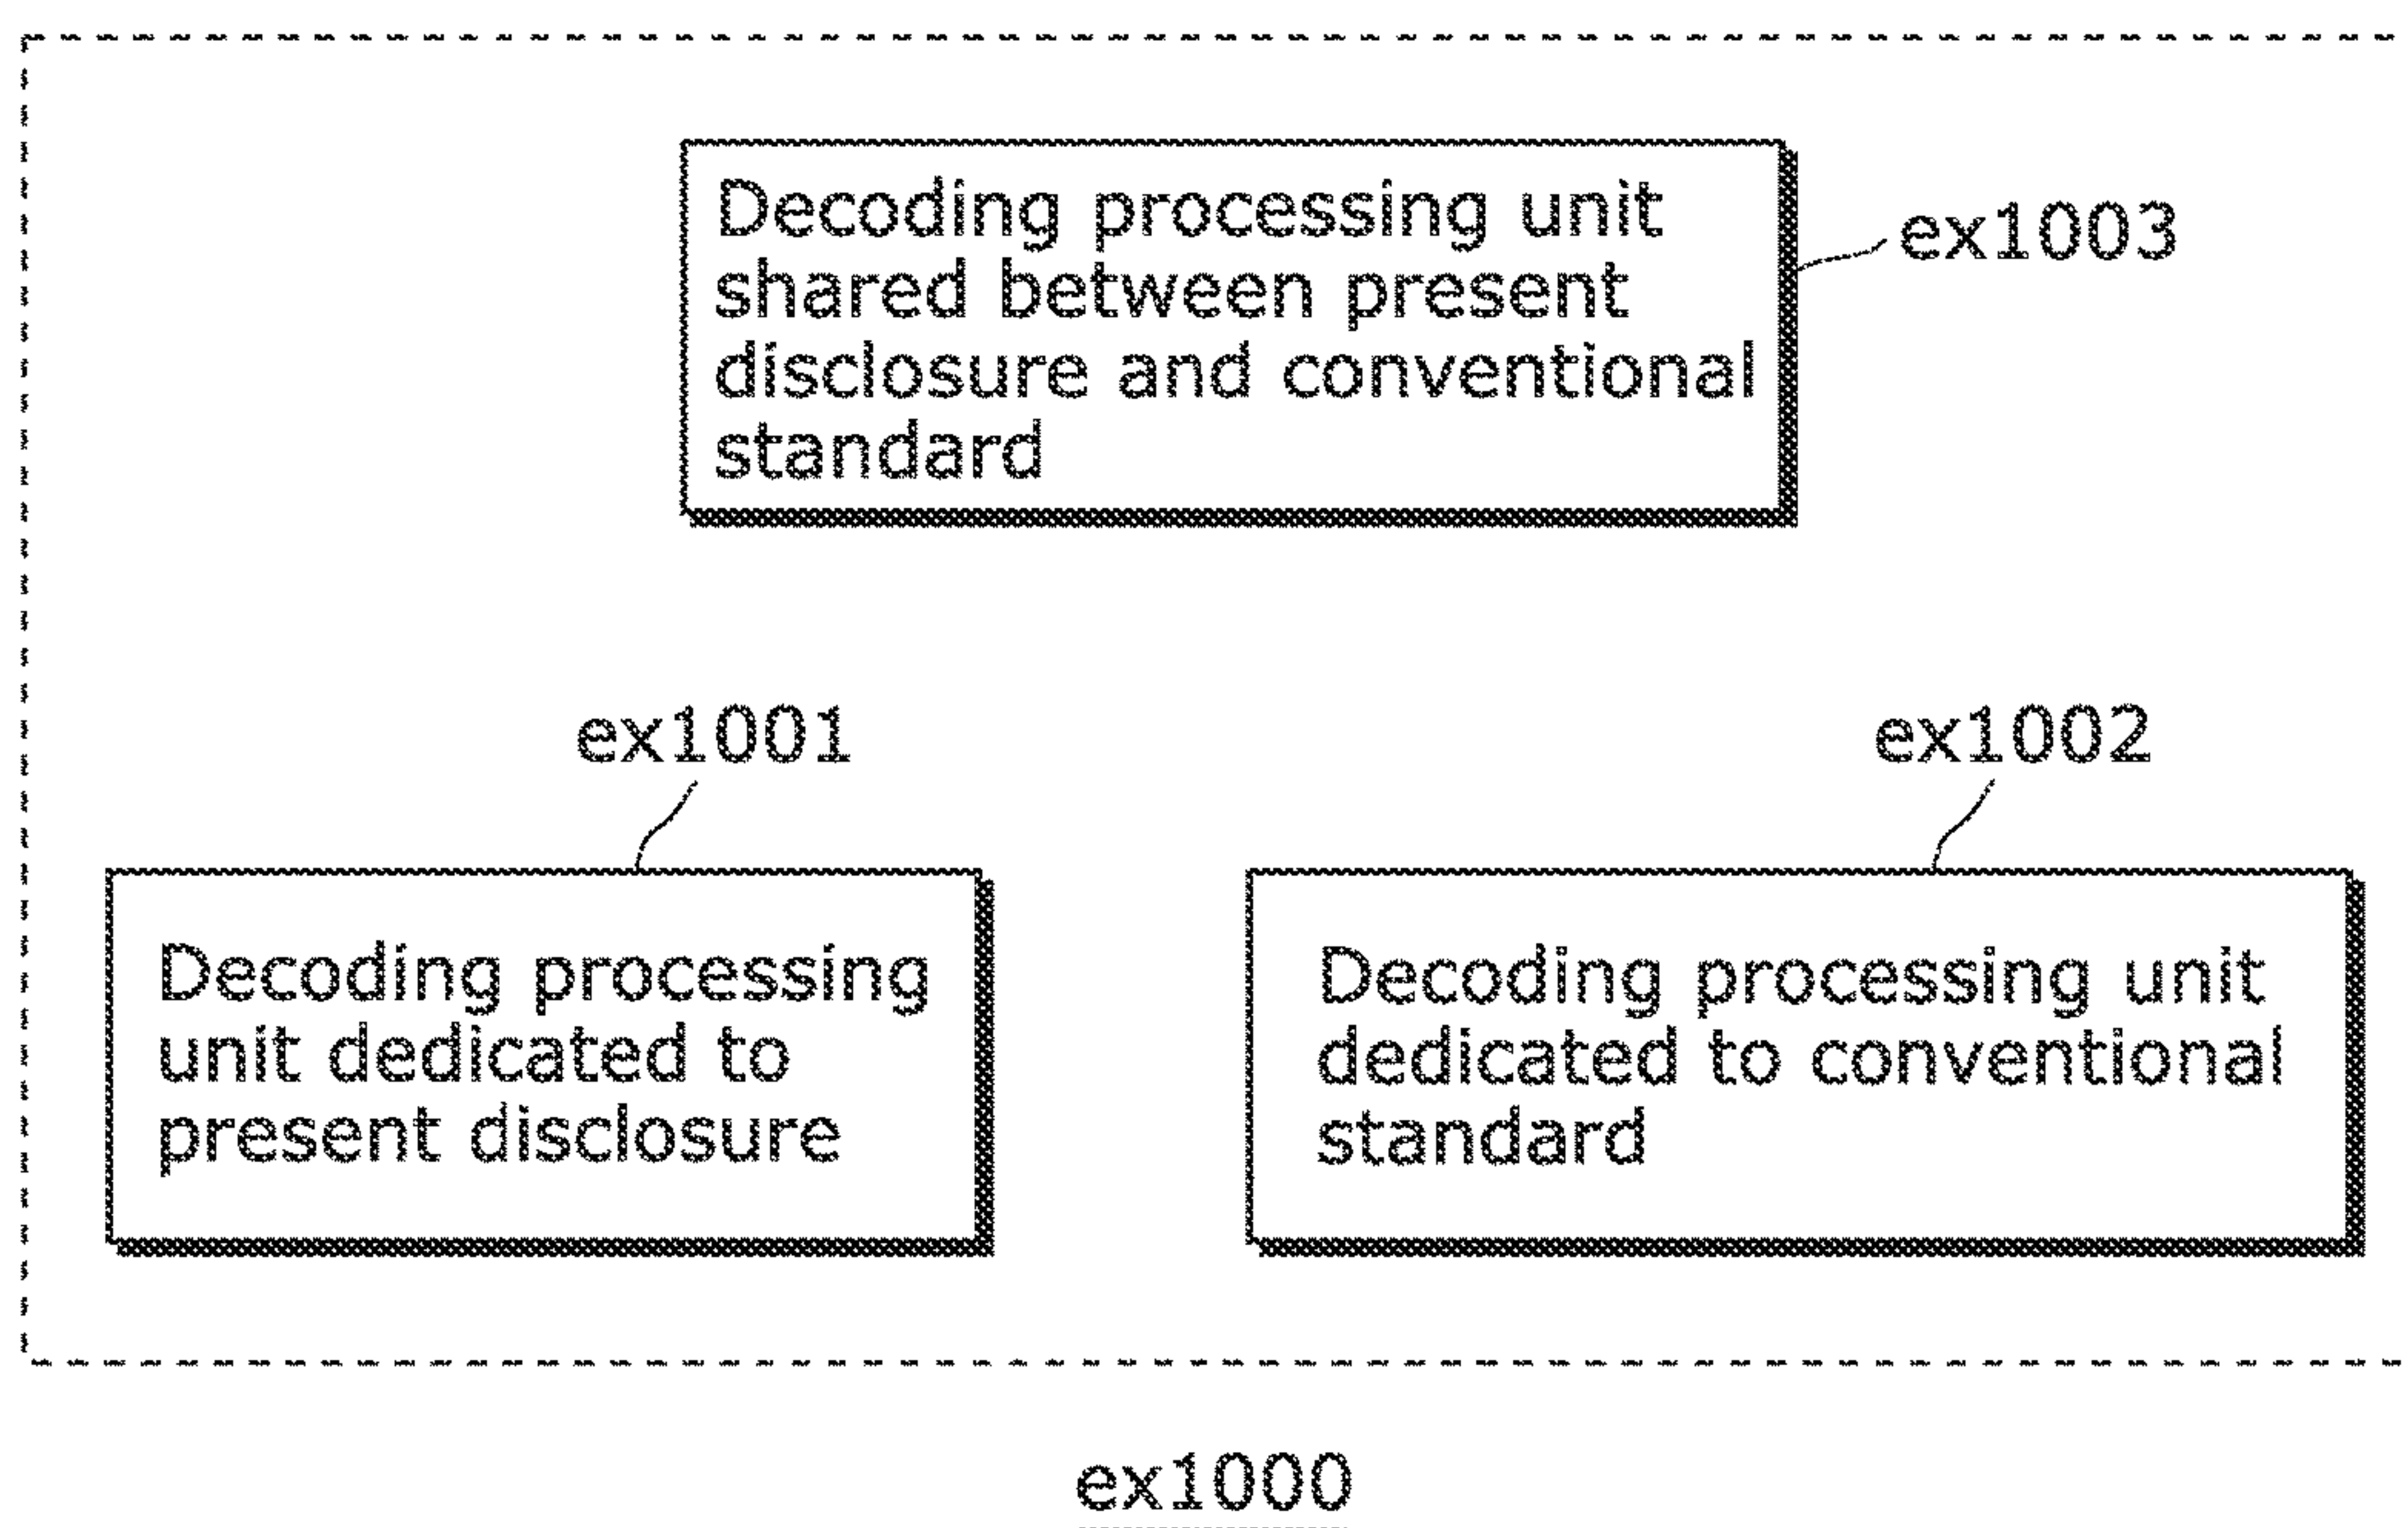 Decoding processing unit
shared between present
disclosure and conventional
standard
ex1003
ex1001
ex1002
Decoding processing
unit dedicated to
present disclosure
Decoding processing unit
dedicated to conventional
standard
ex1000